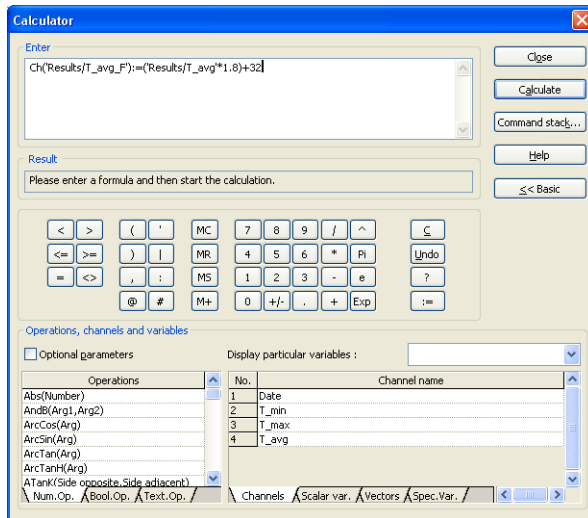 Calculator
Enter
Ch('Results/T_avg_F'):=('Results/T_avg'*1.8)+32
Close
Calculate
Command stack...
Result
Please enter a formula and then start the calculation.
Help
<< Basic
< > ( ' MC 7 8 9 / ^ C
<= >= ) | MR 4 5 6 * Pi Undo
= <> , : MS 1 2 3 - e ?
@ # M+ 0 +/- . + Exp :=
Operations, channels and variables
Optional parameters Display particular variables :
Operations No. Channel name
Abs(Number) 1 Date
AndB(Arg1,Arg2) 2 T_min
ArcCos(Arg) 3 T_max
ArcSin(Arg) 4 T_avg
ArcTan(Arg)
ArcTanH(Arg)
ATanK(Side opposite,Side adjacent)
Num.Op. Bool.Op. Text.Op. Channels Scalar var. Vectors Spec.Var.